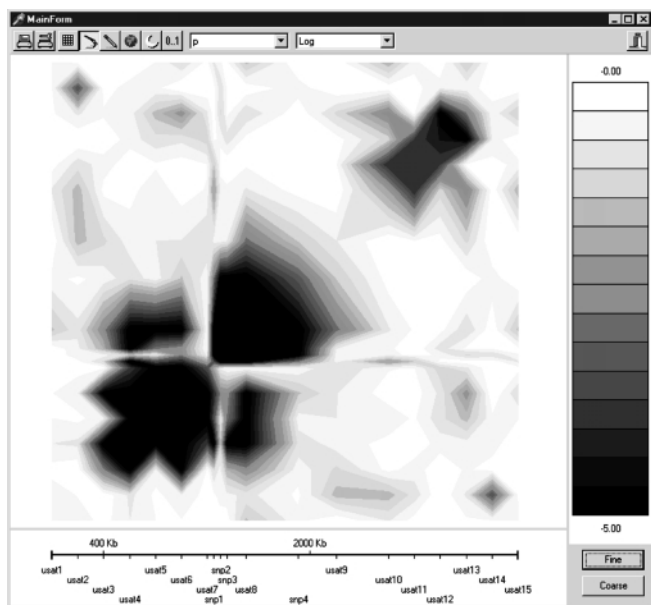 MainForm
0..1 p Log
-0.00
-5.00
Fine
Coarse
400 Kb 2000 Kb
usat1 usat5 snp2 usat9 usat13
usat2 usat6 snp3 usat10 usat14
usat3 usat7 usat8 usat11 usat15
usat4 snp1 snp4 usat12